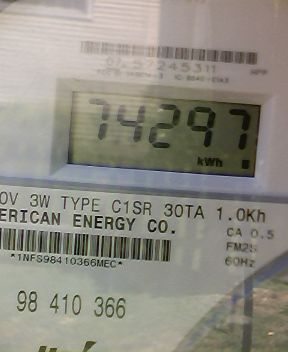 74297
kWh
0V 3W TYPE C1SR 30TA 1.0Kh
ERICAN ENERGY CO.
CA 0.5
FM2S
*1NFS98410366MEC*
60Hz
98 410 366